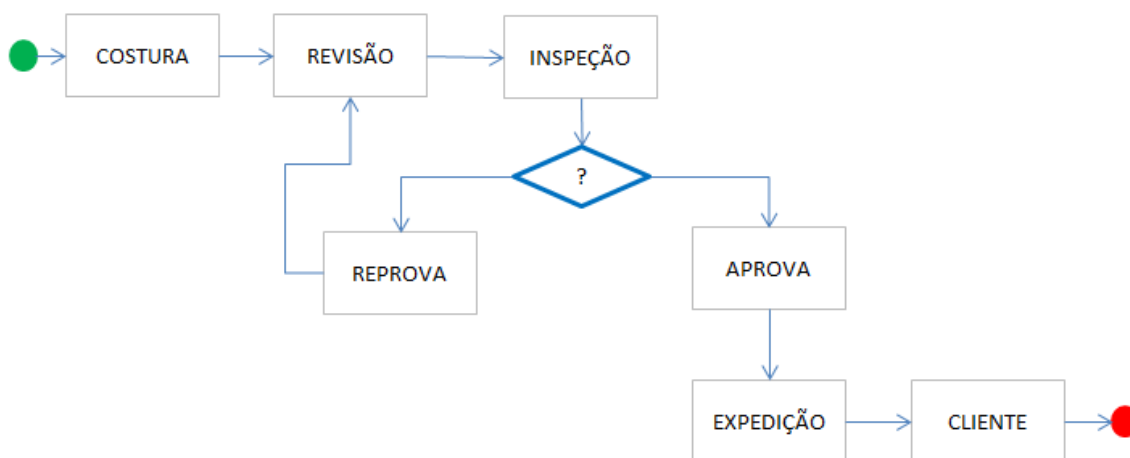 COSTURA
REVISÃO
INSPEÇÃO
?
REPROVA
APROVA
EXPEDIÇÃO
CLIENTE